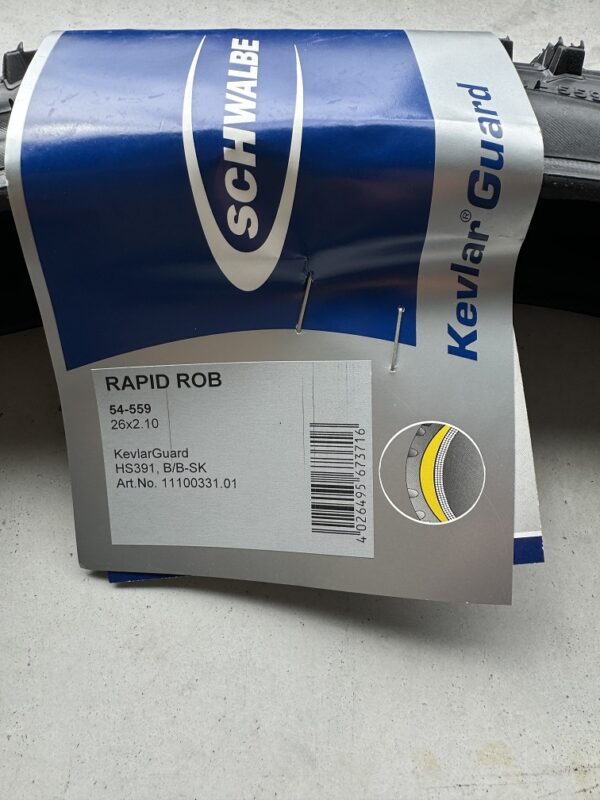 SCHWALBE
Kevlar® Guard
RAPID ROB
54-559
26x2.10
KevlarGuard
HS391, B/B-SK
Art.No. 11100331.01
4 026495 673716